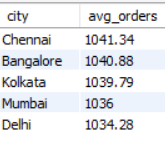 city avg_orders
Chennai 1041.34
Bangalore 1040.88
Kolkata 1039.79
Mumbai 1036
Delhi 1034.28